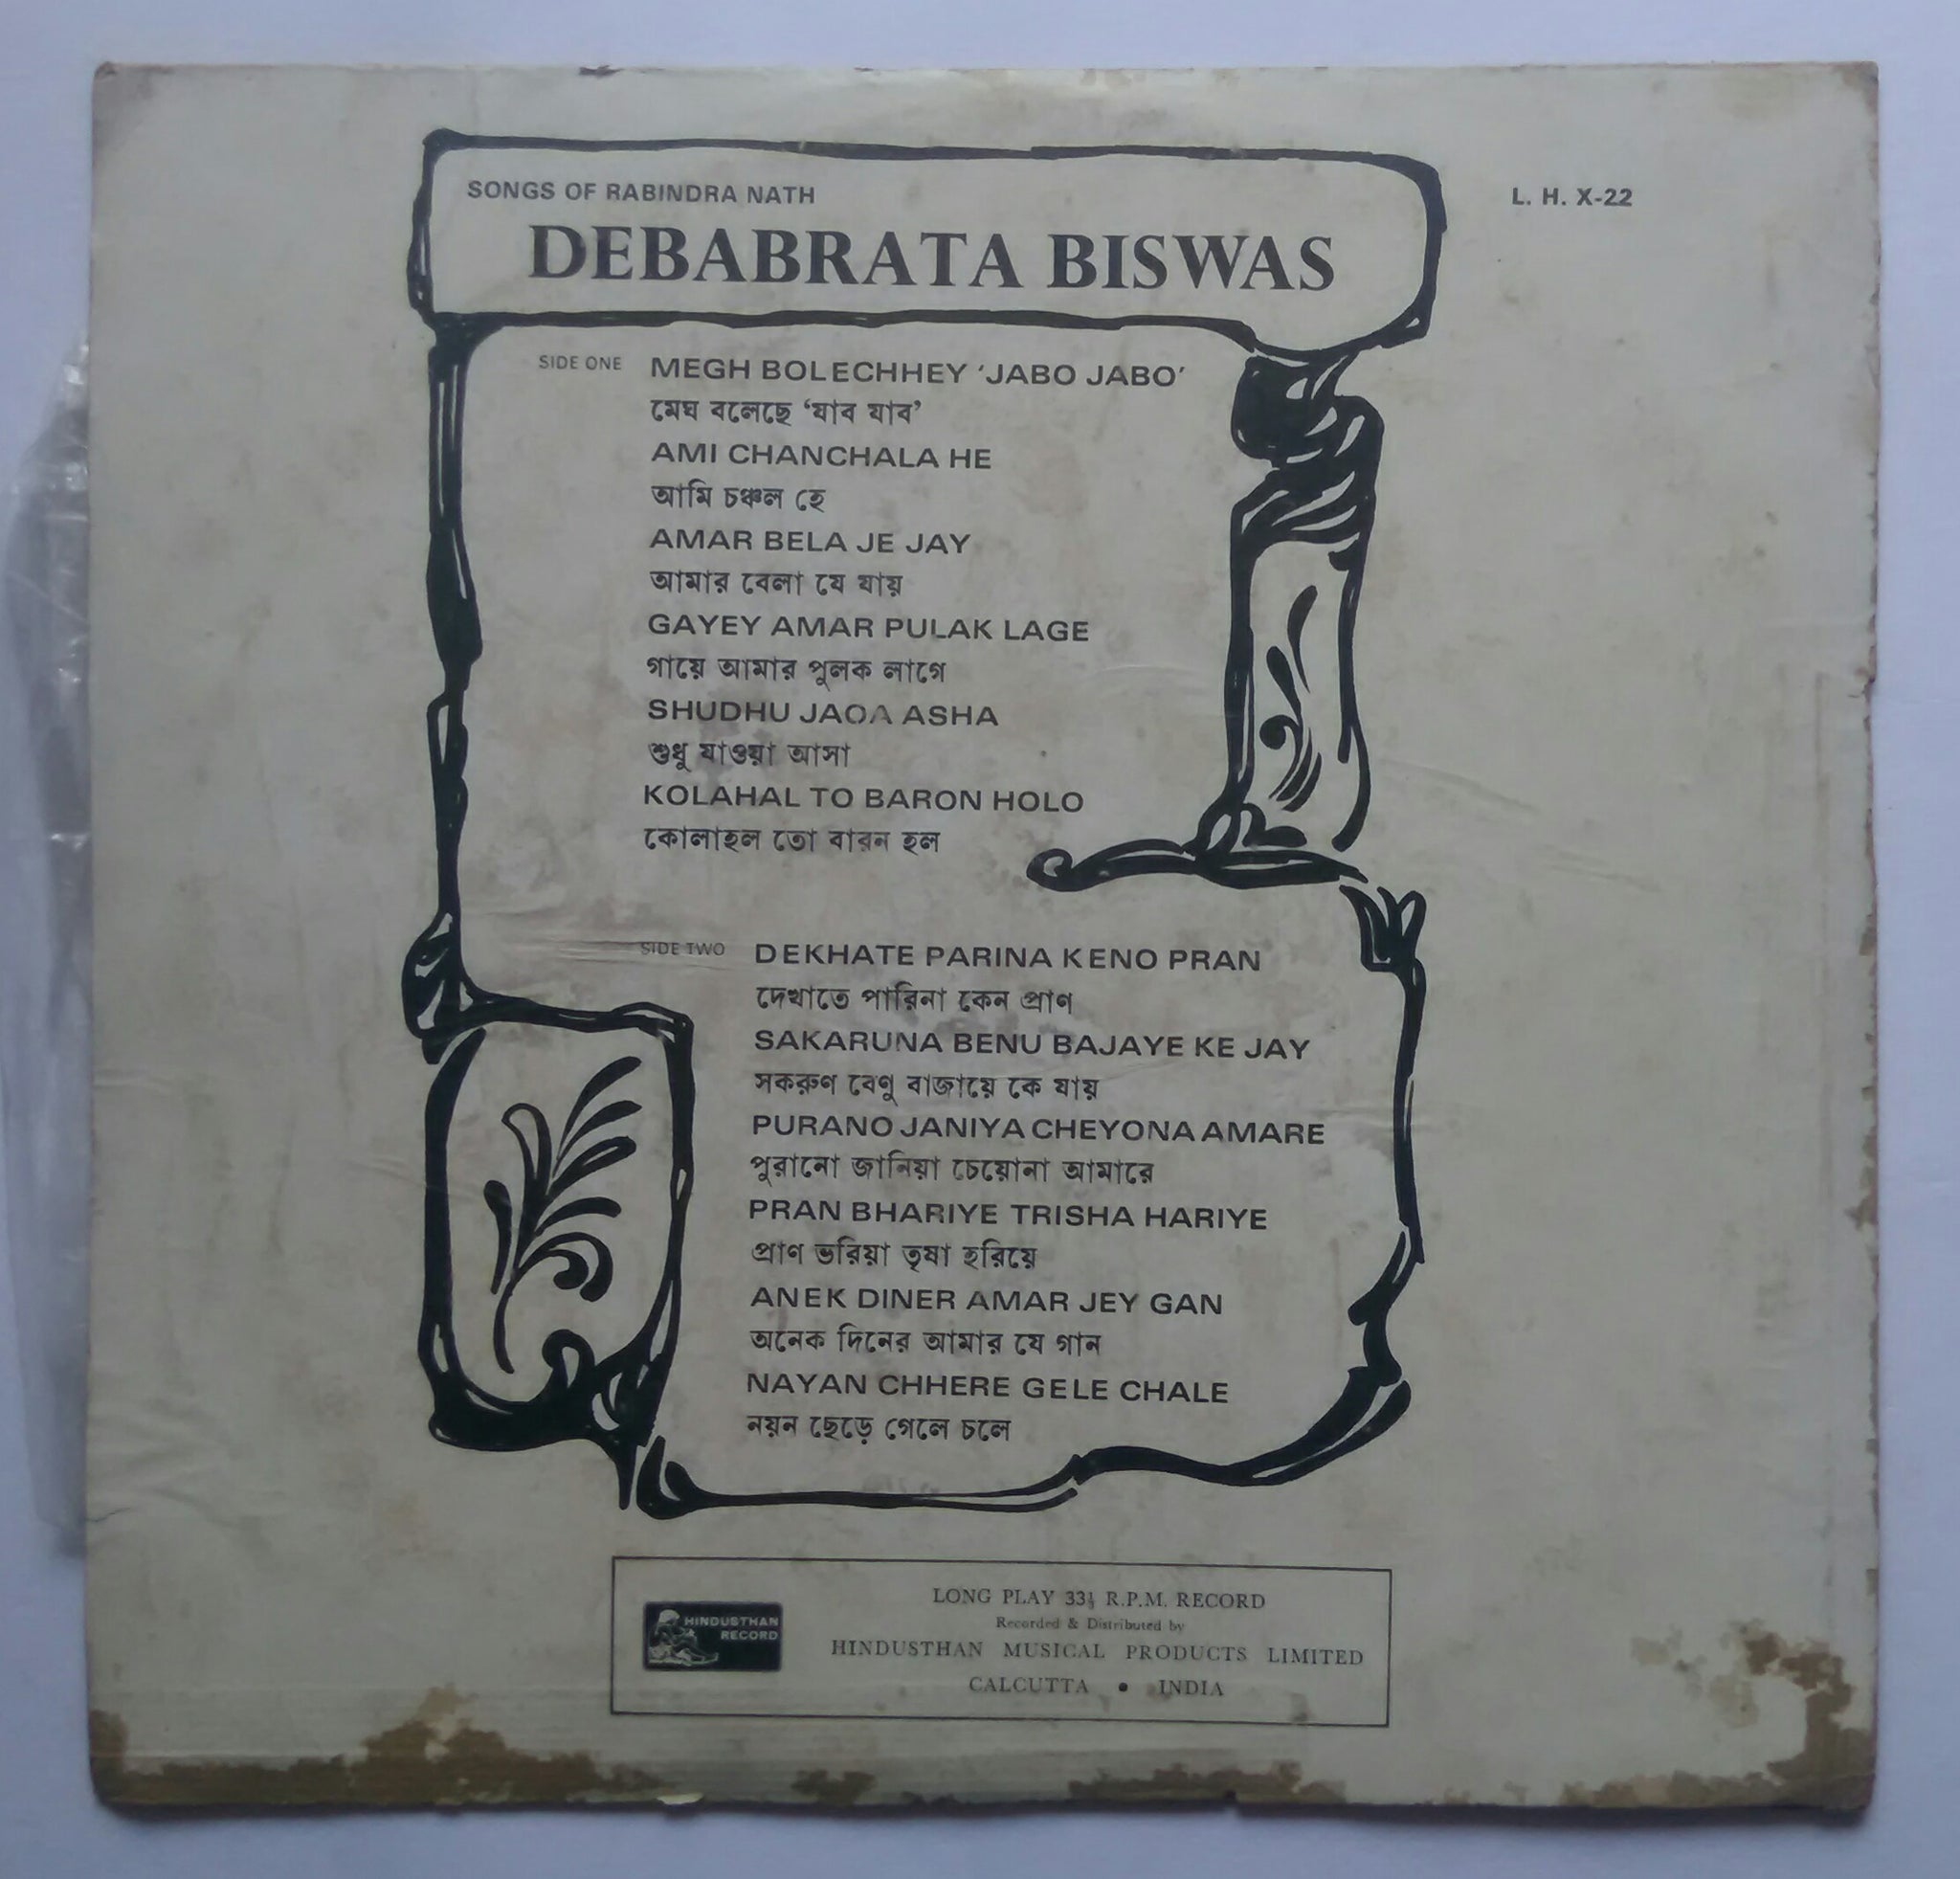 SONGS OF RABINDRA NATH
L. H. X-22
DEBABRATA BISWAS
SIDE ONE MEGH BOLECHHEY ‘JABO JABO’
মেঘ বলেছে ‘যাব যাব’
AMI CHANCHALA HE
আমি চঞ্চল হে
AMAR BELA JE JAY
আমার বেলা যে যায়
GAYEY AMAR PULAK LAGE
গায়ে আমার পুলক লাগে
SHUDHU JAOA ASHA
শুধু যাওয়া আসা
KOLAHAL TO BARON HOLO
কোলাহল তো বারন হল
SIDE TWO DEKHATE PARINA KENO PRAN
দেখাতে পারিনা কেন প্রাণ
SAKARUNA BENU BAJAYE KE JAY
সকরুণ বেণু বাজায়ে কে যায়
PURANO JANIYA CHEYONA AMARE
পুরানো জানিয়া চেয়োনা আমারে
PRAN BHARIYE TRISHA HARIYE
প্রাণ ভরিয়া তৃষা হরিয়ে
ANEK DINER AMAR JEY GAN
অনেক দিনের আমার যে গান
NAYAN CHHERE GELE CHALE
নয়ন ছেড়ে গেলে চলে
HINDUSTHAN
RECORD
LONG PLAY 33⅓ R.P.M. RECORD
Recorded & Distributed by
HINDUSTHAN MUSICAL PRODUCTS LIMITED
CALCUTTA • INDIA